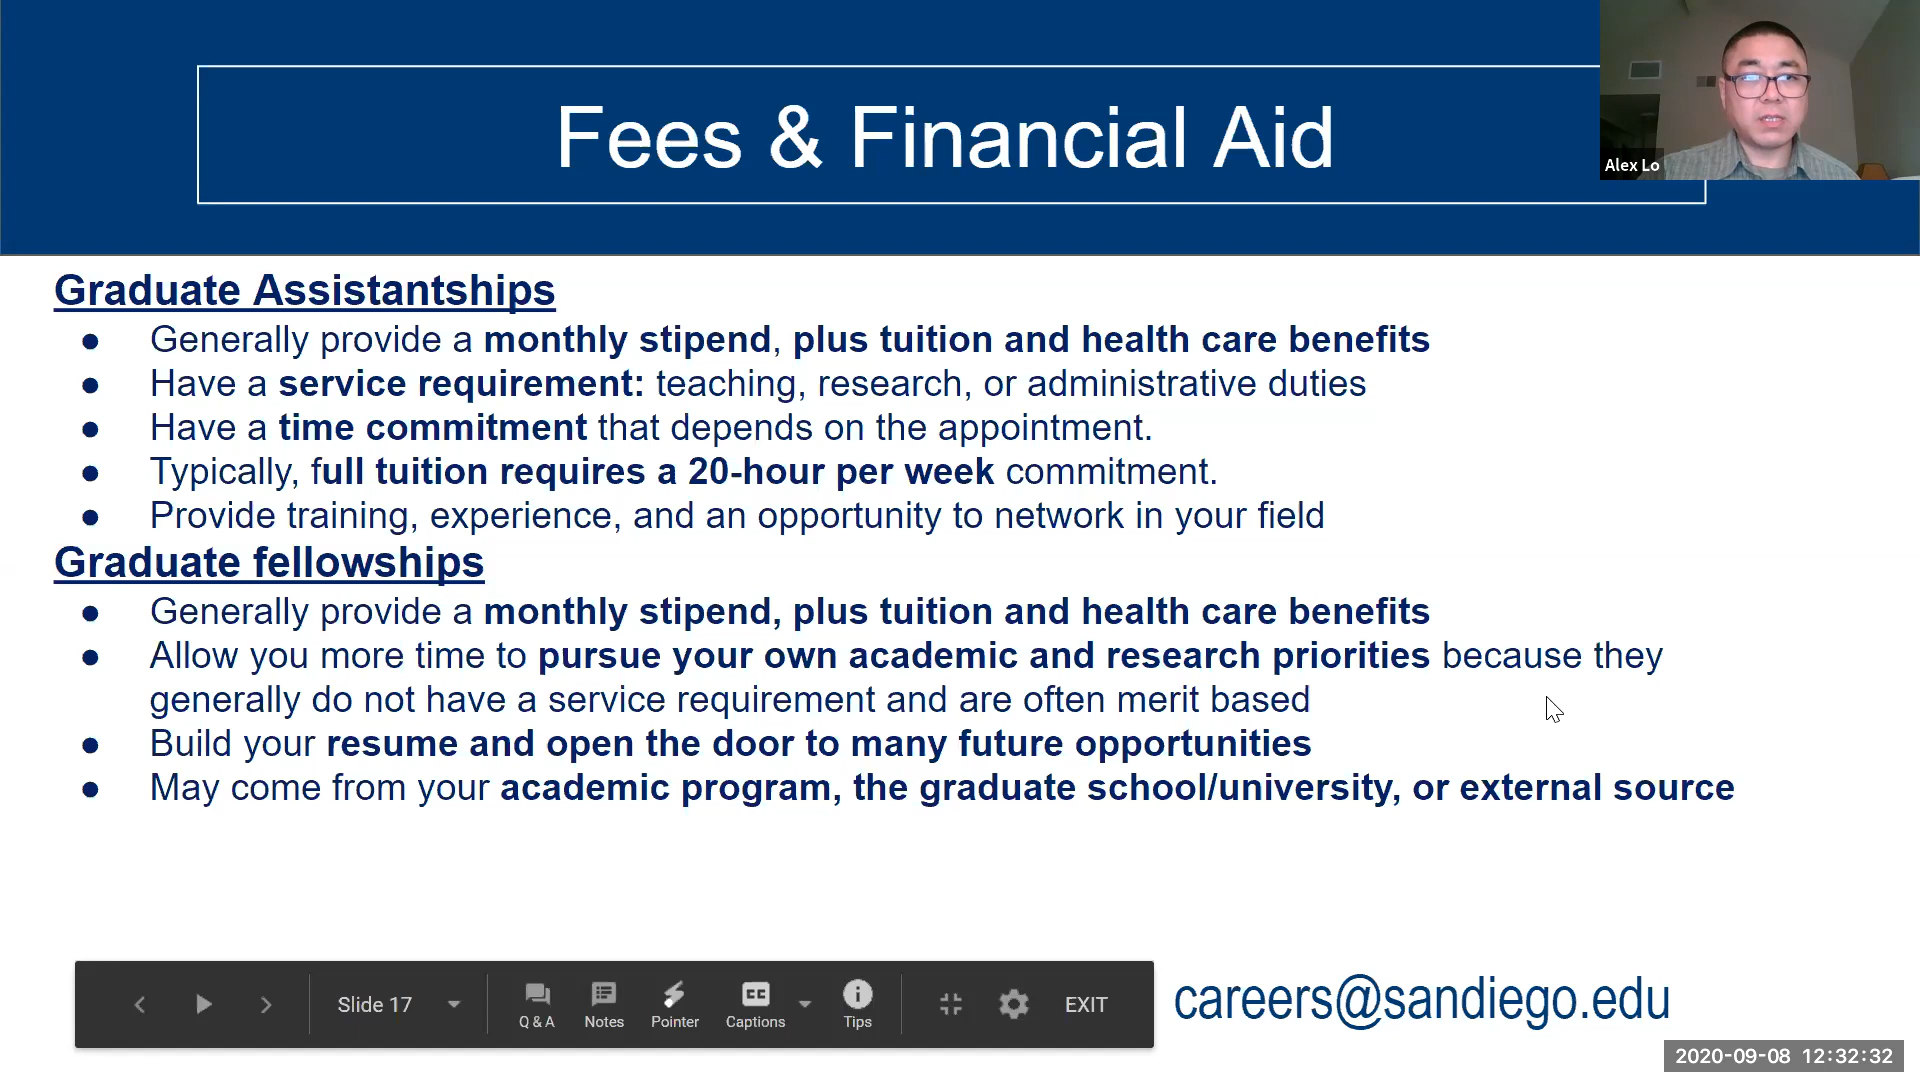 Fees & Financial Aid
Alex Lo
Graduate Assistantships
● Generally provide a monthly stipend, plus tuition and health care benefits
● Have a service requirement: teaching, research, or administrative duties
● Have a time commitment that depends on the appointment.
● Typically, full tuition requires a 20-hour per week commitment.
● Provide training, experience, and an opportunity to network in your field
Graduate fellowships
● Generally provide a monthly stipend, plus tuition and health care benefits
● Allow you more time to pursue your own academic and research priorities because they
generally do not have a service requirement and are often merit based
● Build your resume and open the door to many future opportunities
● May come from your academic program, the graduate school/university, or external source
Slide 17
Q & A
Notes
Pointer
CC
Captions
Tips
EXIT
careers@sandiego.edu
2020-09-08 12:32:32